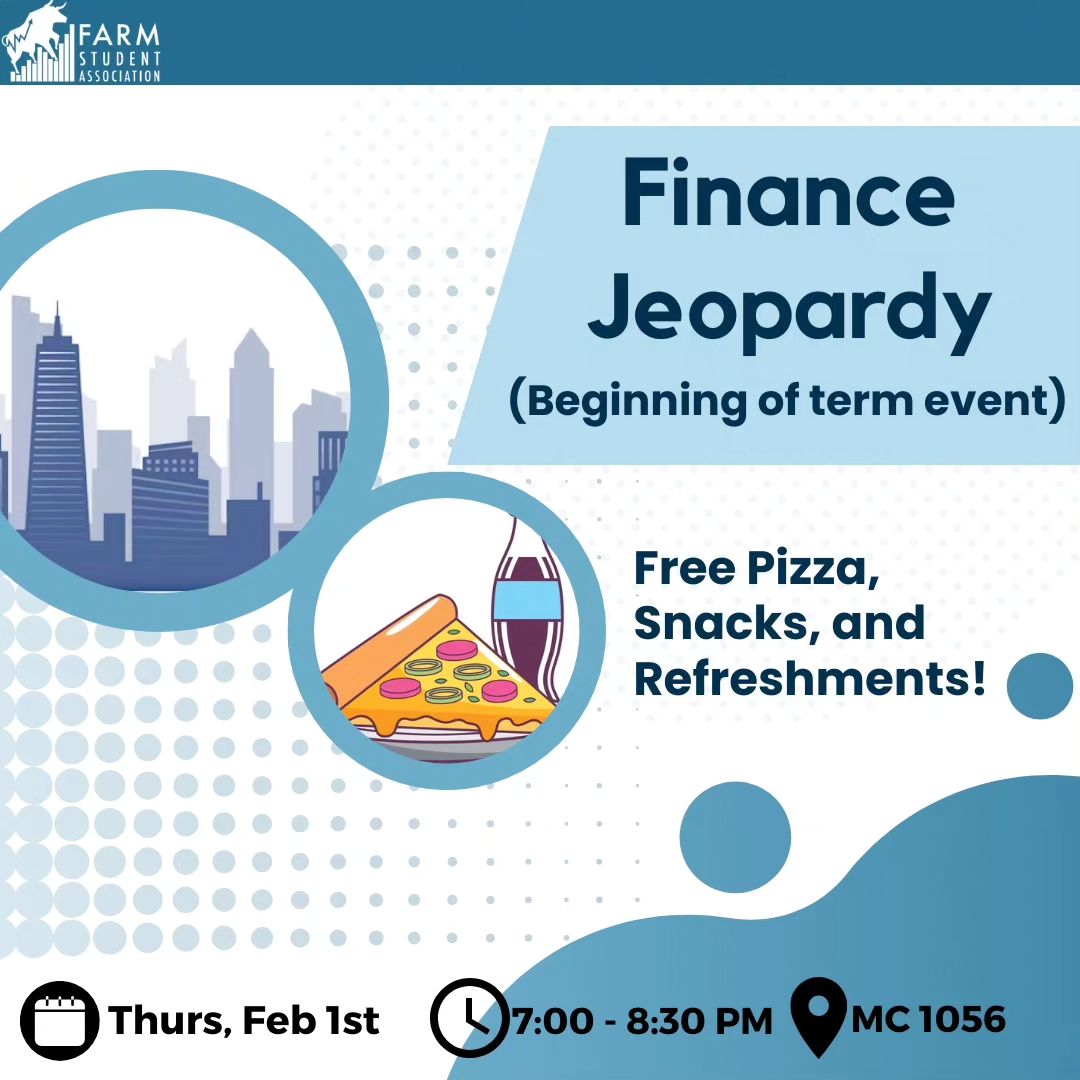 FARM
STUDENT
ASSOCIATION
Finance
Jeopardy
(Beginning of term event)
Free Pizza,
Snacks, and
Refreshments!
Thurs, Feb 1st
7:00 - 8:30 PM
MC 1056